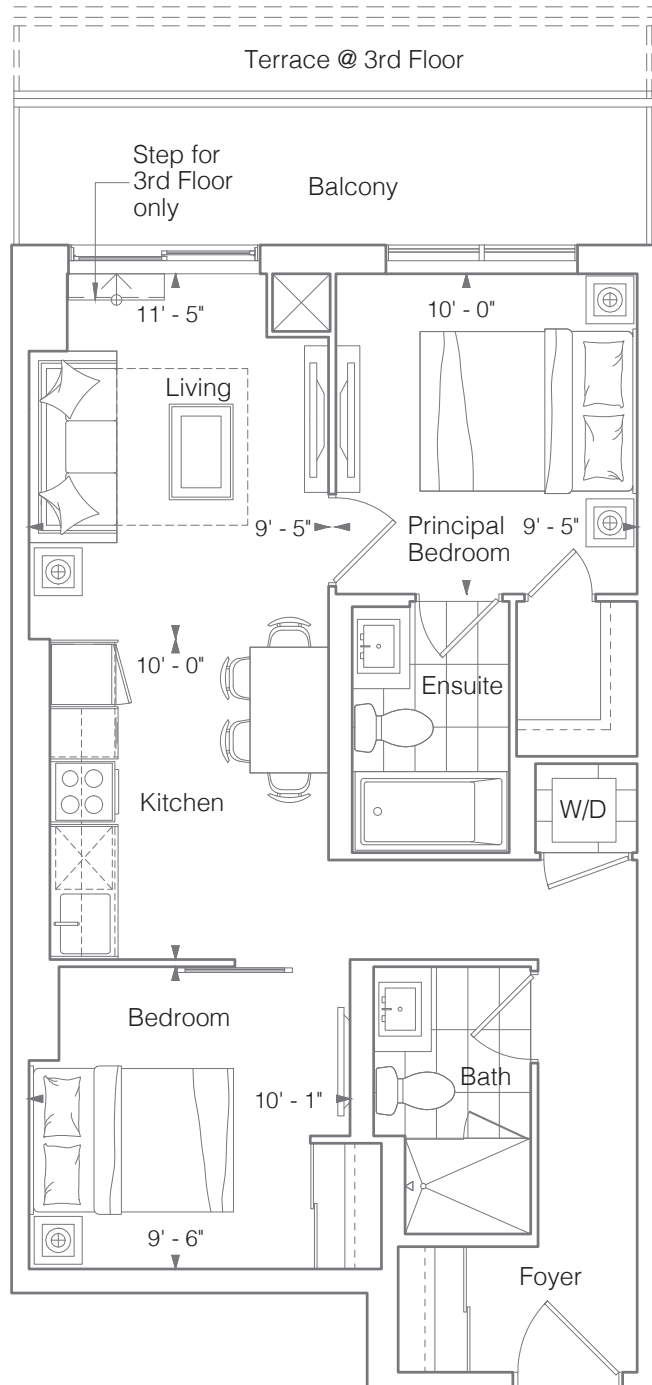 Terrace @ 3rd Floor
Step for
3rd Floor
only
Balcony
11' - 5"
10' - 0"
Living
9' - 5"
Principal
Bedroom
9' - 5"
10' - 0"
Ensuite
Kitchen
W/D
Bedroom
Bath
10' - 1"
9' - 6"
Foyer